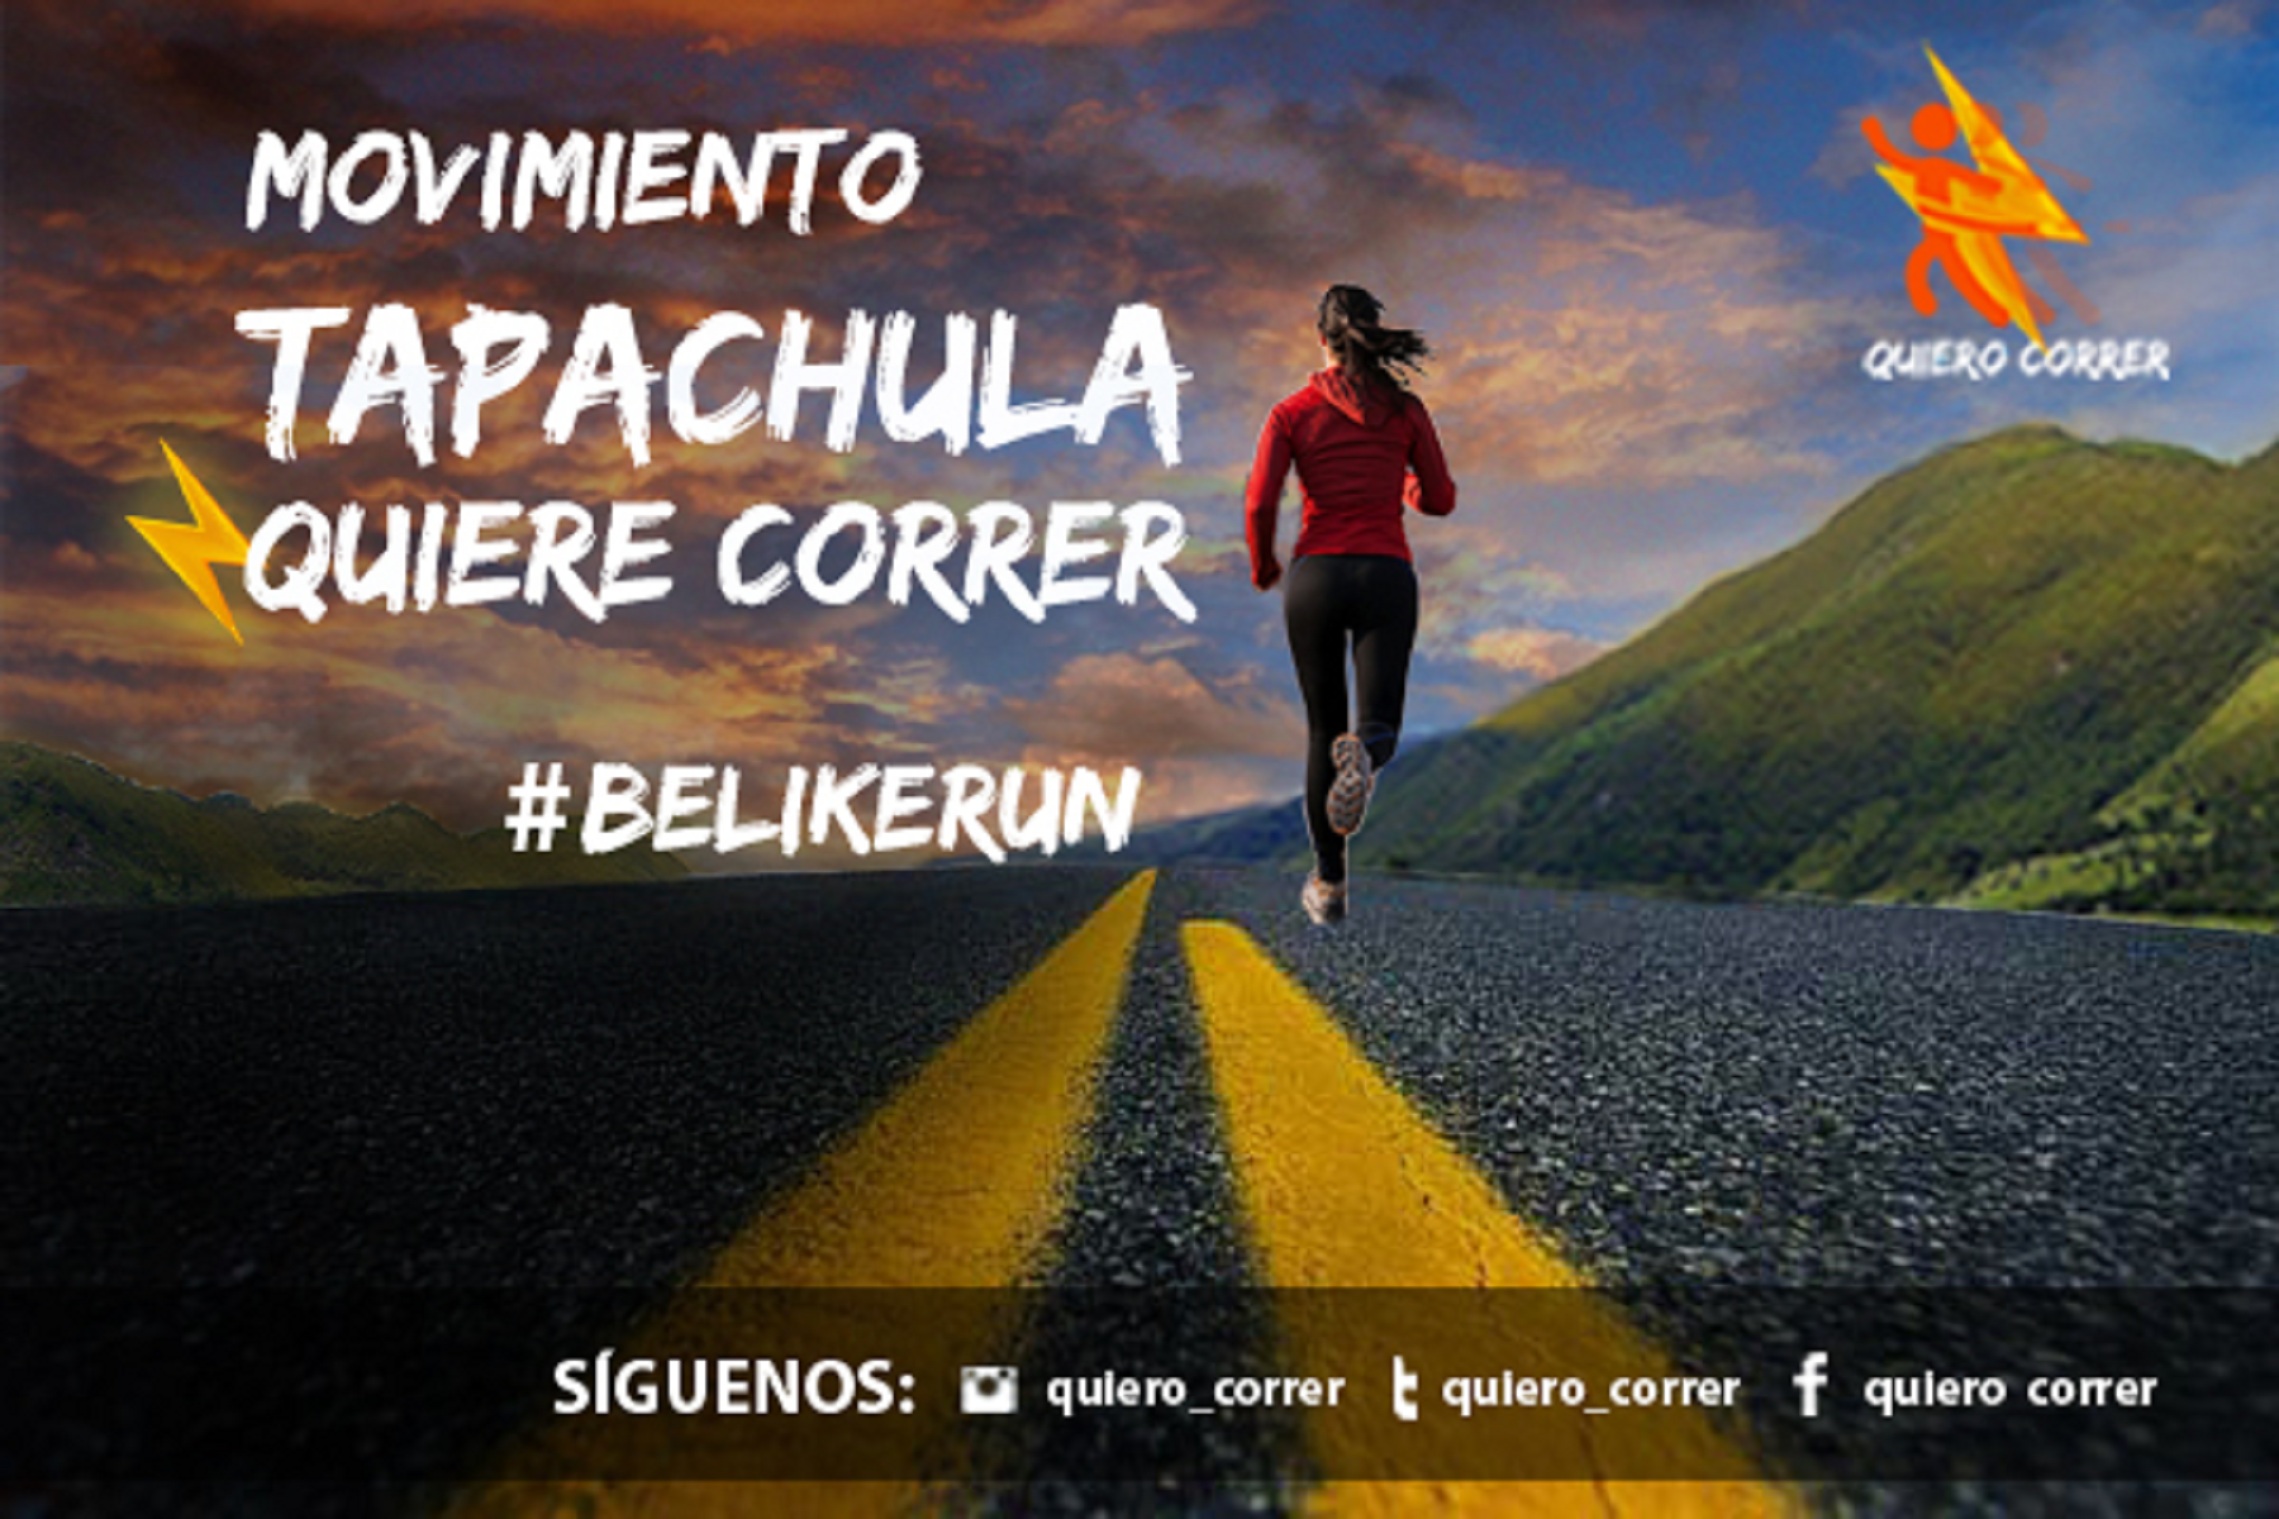 MOVIMIENTO
TAPACHULA
QUIERE CORRER
#BELIKERUN
QUIERO CORRER
SÍGUENOS: quiero_correr t quiero_correr f quiero correr